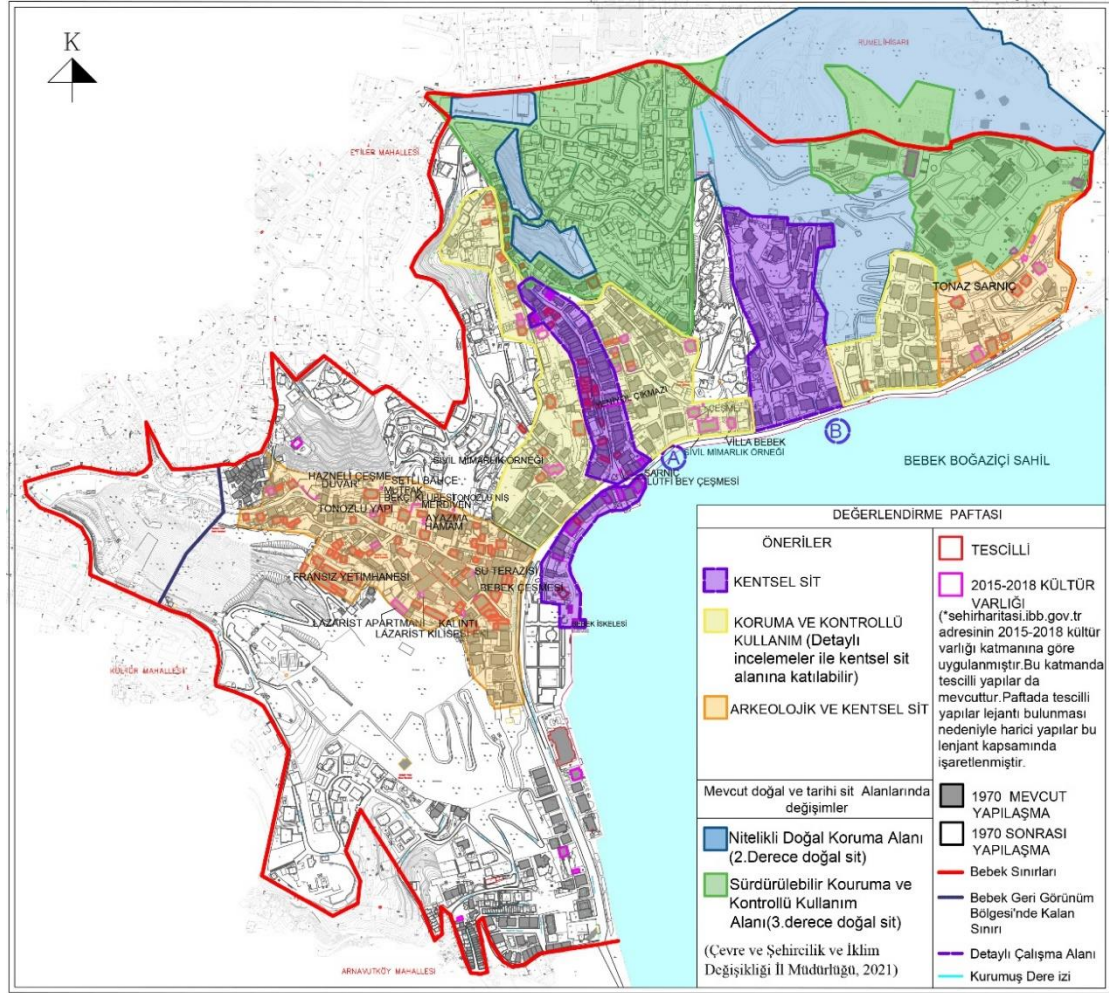 K
RUMELİHİSARI
ETİLER MAHALLESİ
TONAZ SARNIÇ
ÇIKMAZI
ÇEŞME
VİLLA BEBEK
SİVİL MİMARLIK ÖRNEĞİ
A
B
SARNIÇ
LÜTFİ BEY ÇEŞMESİ
BEBEK BOĞAZİÇİ SAHİL
SİVİL MİMARLIK ÖRNEĞİ
HAZNELİ ÇEŞME
DUVAR
SETLİ BAHÇE
MUTFAK
BEKÇİ KULÜBESİ
TONOZLU NİŞ
MERDİVEN
TONOZLU YAPI
AYAZMA
HAMAM
SU TERAZİSİ
FRANSIZ YETİMHANESİ
BEBEK ÇEŞMESİ
LAZARİST APARTMANI
KALINTI
LAZARİST KİLİSESİ
BEBEK İSKELESİ
KÜLTÜR MAHALLESİ
ARNAVUTKÖY MAHALLESİ
DEĞERLENDİRME PAFTASI
ÖNERİLER
KENTSEL SİT
KORUMA VE KONTROLLÜ
KULLANIM (Detaylı
incelemeler ile kentsel sit
alanına katılabilir)
ARKEOLOJİK VE KENTSEL SİT
Mevcut doğal ve tarihi sit Alanlarında
değişimler
Nitelikli Doğal Koruma Alanı
(2.Derece doğal sit)
Sürdürülebilir Kouruma ve
Kontrollü Kullanım
Alanı(3.derece doğal sit)
(Çevre ve Şehircilik ve İklim
Değişikliği İl Müdürlüğü, 2021)
TESCİLLİ
2015-2018 KÜLTÜR
VARLIĞI
(*sehirharitasi.ibb.gov.tr
adresinin 2015-2018 kültür
varlığı katmanına göre
uygulanmıştır.Bu katmanda
tescilli yapılar da
mevcuttur.Paftada tescilli
yapılar lejantı bulunması
nedeniyle harici yapılar bu
lenjant kapsamında
işaretlenmiştir.
1970 MEVCUT
YAPILAŞMA
1970 SONRASI
YAPILAŞMA
Bebek Sınırları
Bebek Geri Görünüm
Bölgesi'nde Kalan
Sınırı
Detaylı Çalışma Alanı
Kurumuş Dere izi